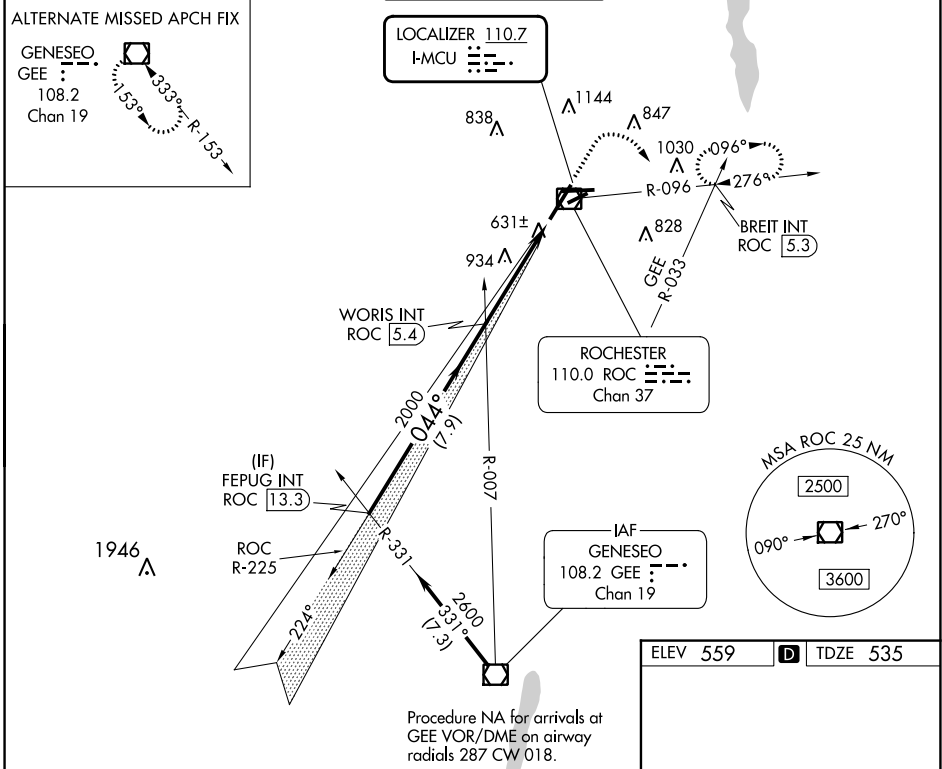 ALTERNATE MISSED APCH FIX
GENESEO
GEE
108.2
Chan 19
153°
333°
R-153
LOCALIZER 110.7
I-MCU
838
1144
847
1030
096°
R-096
276°
BREIT INT
ROC 5.3
631±
934
828
GEE
R-033
WORIS INT
ROC 5.4
ROCHESTER
110.0 ROC
Chan 37
2000
044°
(7.9)
R-007
(IF)
FEPUG INT
ROC 13.3
MSA ROC 25 NM
2500
090°
270°
3600
1946
ROC
R-225
R-331
224°
2600
331°
(7.3)
IAF
GENESEO
108.2 GEE
Chan 19
ELEV 559 D TDZE 535
Procedure NA for arrivals at
GEE VOR/DME on airway
radials 287 CW 018.